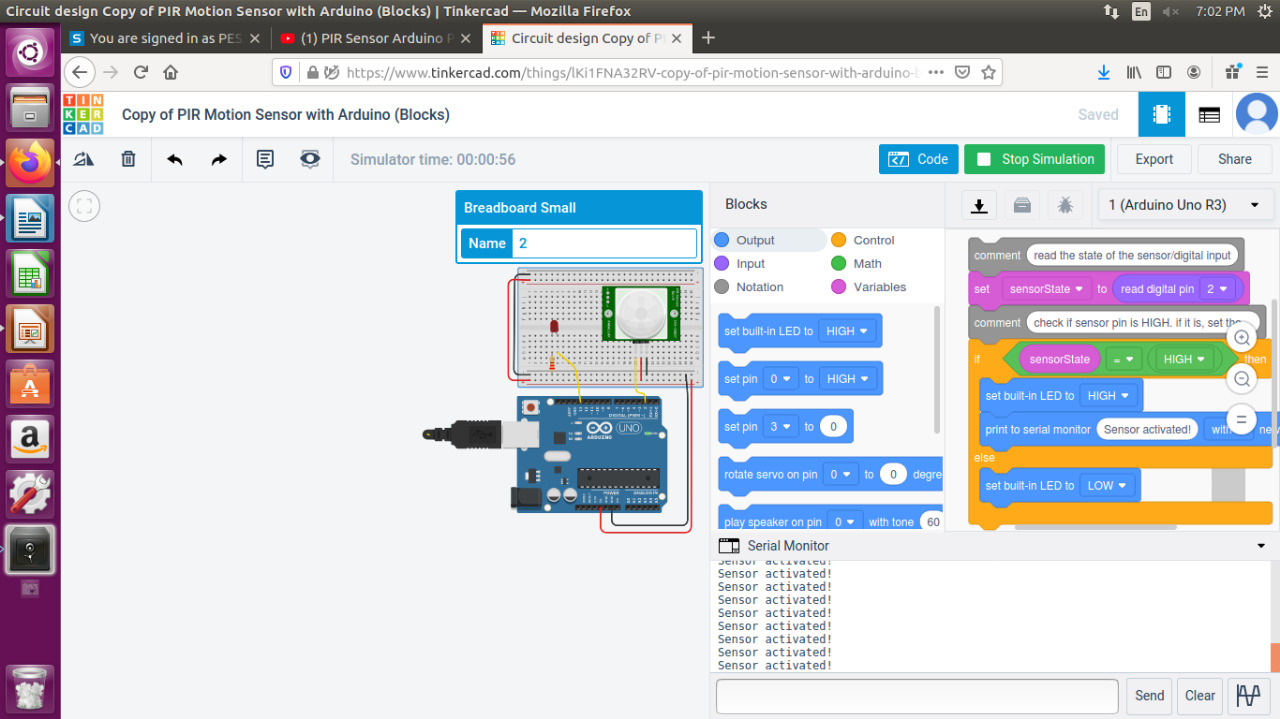 Circuit design Copy of PIR Motion Sensor with Arduino (Blocks) | Tinkercad — Mozilla Firefox
En
7:02 PM
You are signed in as PES
(1) PIR Sensor Arduino P
Circuit design Copy of PI
https://www.tinkercad.com/things/lKi1FNA32RV-copy-of-pir-motion-sensor-with-arduino-b
TIN
KER
CAD
Copy of PIR Motion Sensor with Arduino (Blocks)
Saved
Simulator time: 00:00:56
Code
Stop Simulation
Export
Share
Breadboard Small
Name 2
ARDUINO
UNO
Blocks
1 (Arduino Uno R3)
Output
Control
Input
Math
Notation
Variables
set built-in LED to HIGH
set pin 0 to HIGH
set pin 3 to 0
rotate servo on pin 0 to 0 degre
play speaker on pin 0 with tone 60
comment read the state of the sensor/digital input
set sensorState to read digital pin 2
comment check if sensor pin is HIGH. if it is, set the
if sensorState = HIGH then
set built-in LED to HIGH
print to serial monitor Sensor activated! with new
else
set built-in LED to LOW
Serial Monitor
Sensor activated!
Sensor activated!
Sensor activated!
Sensor activated!
Sensor activated!
Sensor activated!
Sensor activated!
Sensor activated!
Sensor activated!
Send
Clear